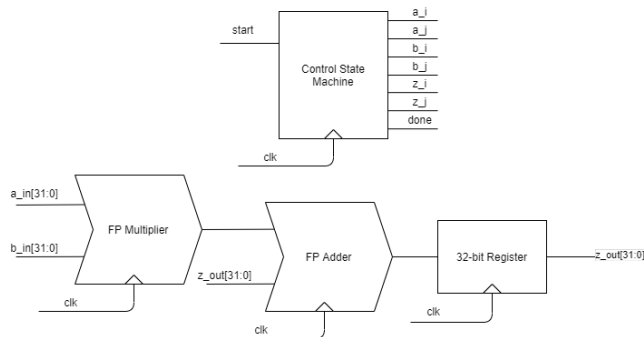 start
Control State
Machine
a_i
a_j
b_i
b_j
z_i
z_j
done
clk
a_in[31:0]
b_in[31:0]
FP Multiplier
clk
z_out[31:0]
FP Adder
clk
32-bit Register
clk
z_out[31:0]